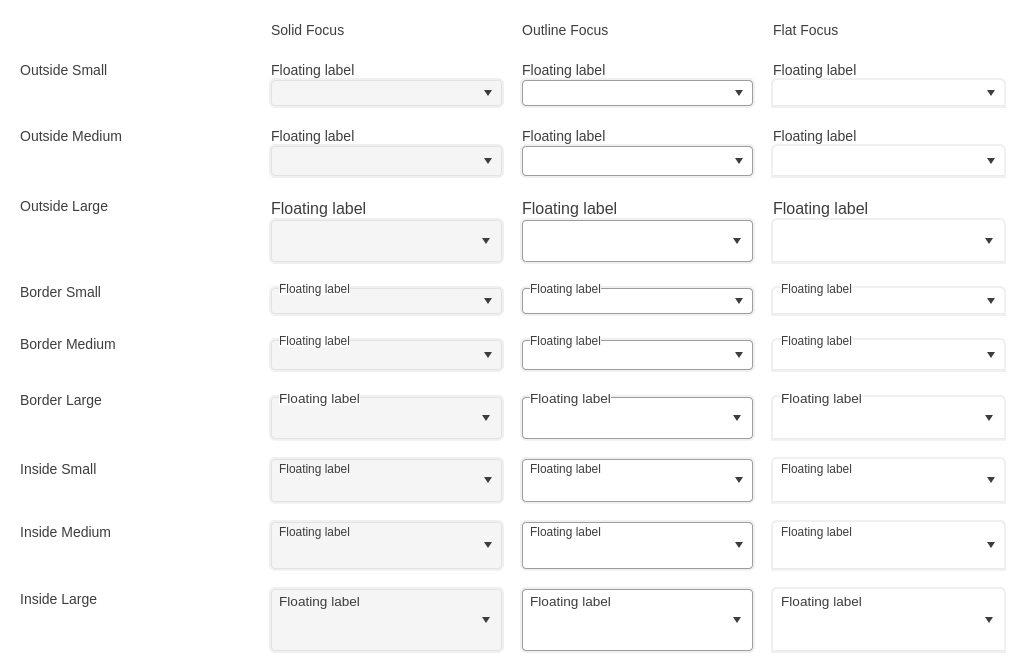 Solid Focus Outline Focus Flat Focus
Outside Small Floating label Floating label Floating label
Outside Medium Floating label Floating label Floating label
Outside Large Floating label Floating label Floating label
Border Small Floating label Floating label Floating label
Border Medium Floating label Floating label Floating label
Border Large Floating label Floating label Floating label
Inside Small Floating label Floating label Floating label
Inside Medium Floating label Floating label Floating label
Inside Large Floating label Floating label Floating label